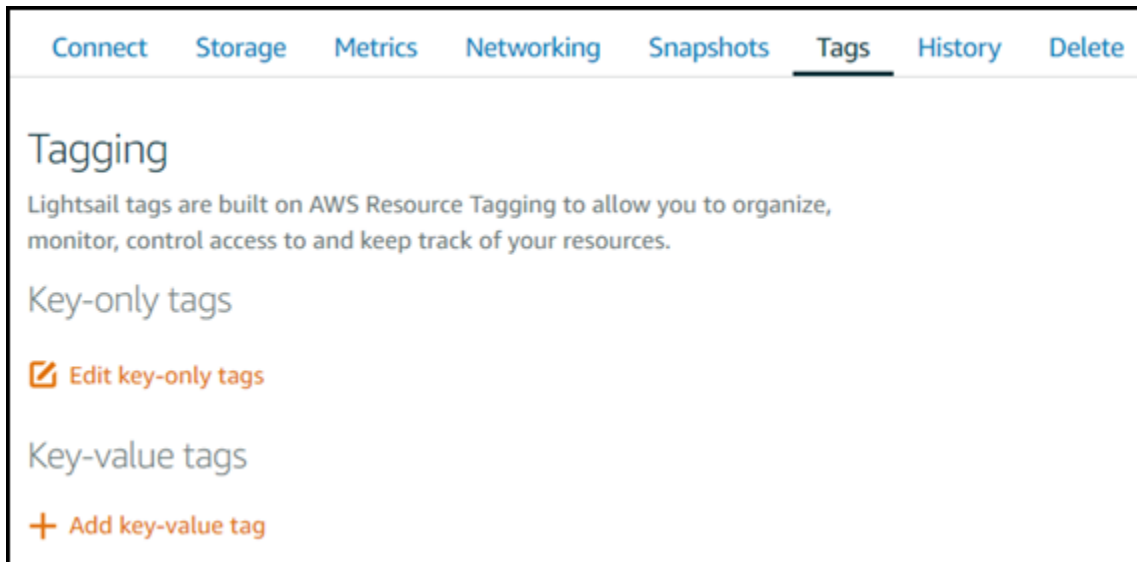 Connect Storage Metrics Networking Snapshots Tags History Delete
Tagging
Lightsail tags are built on AWS Resource Tagging to allow you to organize,
monitor, control access to and keep track of your resources.
Key-only tags
Edit key-only tags
Key-value tags
Add key-value tag